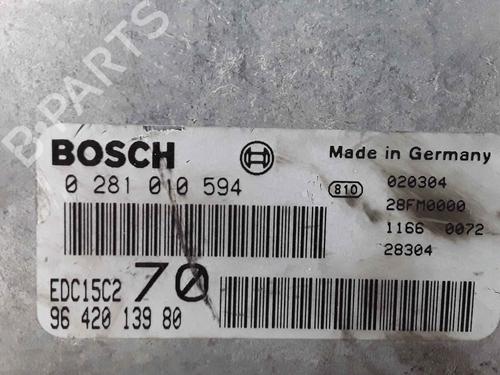 B-PARTS
BOSCH
Made in Germany
0 281 010 594
810
020304
28FM0000
1166 0072
28304
EDC15C2 70
96 420 139 80